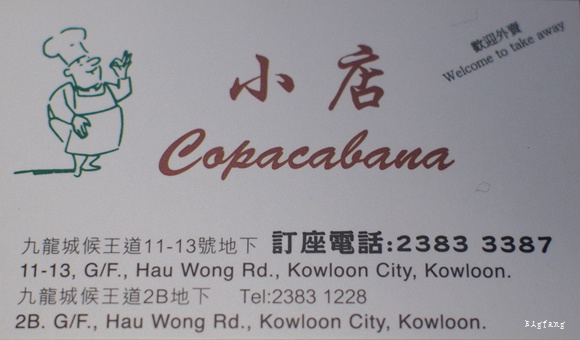 小店
Copacabana
歡迎外賣
Welcome to take away
九龍城候王道11-13號地下 訂座電話:2383 3387
11-13, G/F., Hau Wong Rd., Kowloon City, Kowloon.
九龍城候王道2B地下 Tel:2383 1228
2B. G/F., Hau Wong Rd., Kowloon City, Kowloon.
Bigfang